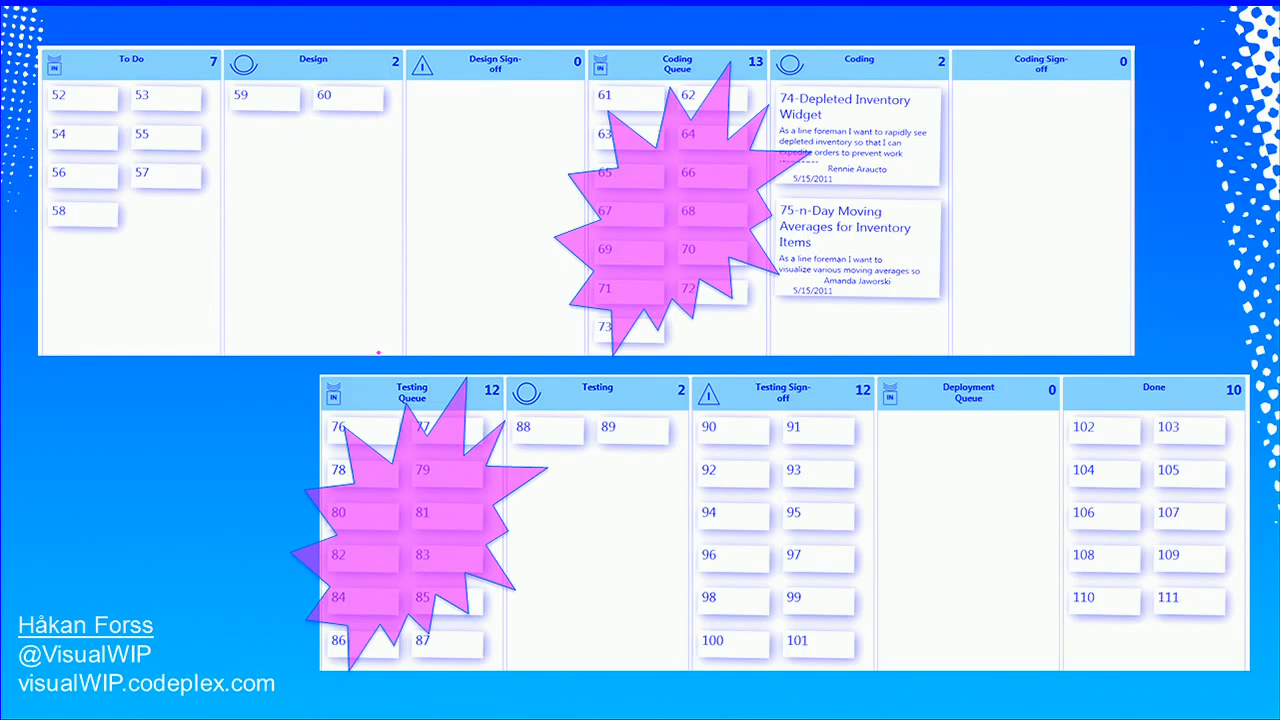 To Do 7
IN
Design 2
Design Sign-
off 0
Coding
Queue 13
IN
Coding 2
Coding Sign-
off 0
52 53
54 55
56 57
58
59 60
61 62
63 64
65 66
67 68
69 70
71 72
73
74-Depleted Inventory
Widget
As a line foreman I want to rapidly see
depleted inventory so that I can
expedite orders to prevent work
Rennie Araucto
5/15/2011
75-n-Day Moving
Averages for Inventory
Items
As a line foreman I want to
visualize various moving averages so
Amanda Jaworski
5/15/2011
Testing
Queue 12
IN
Testing 2
Testing Sign-
off 12
Deployment
Queue 0
IN
Done 10
76 77
78 79
80 81
82 83
84 85
86 87
88 89
90 91
92 93
94 95
96 97
98 99
100 101
102 103
104 105
106 107
108 109
110 111
Håkan Forss
@VisualWIP
visualWIP.codeplex.com